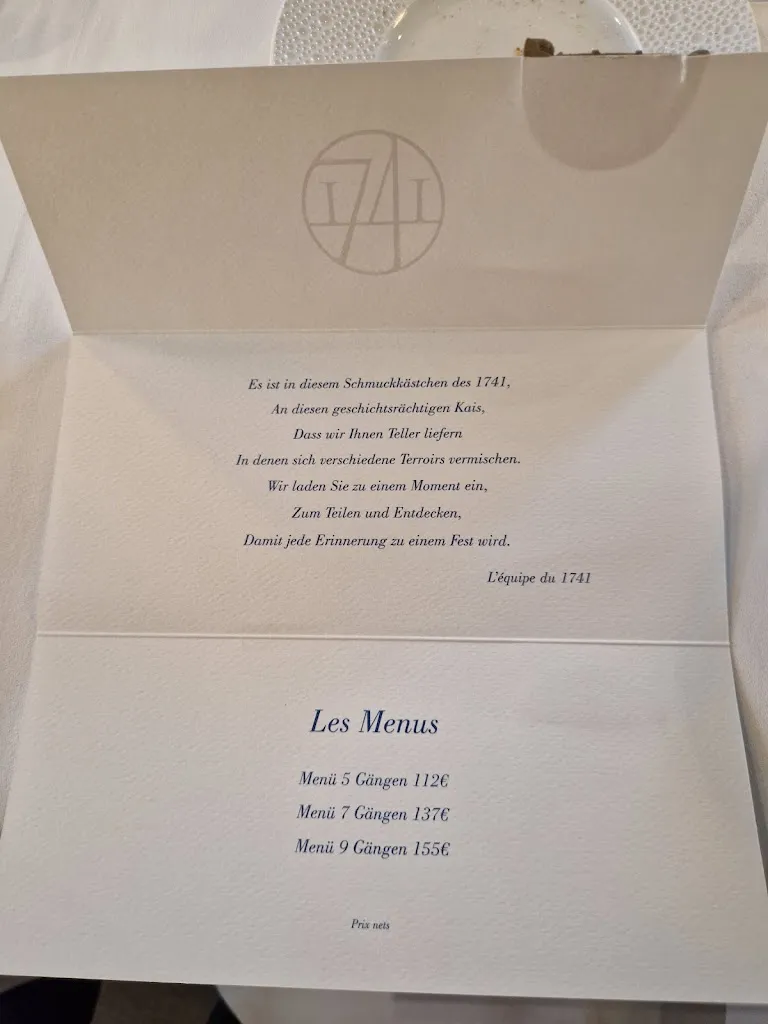 1741
Es ist in diesem Schmuckkästchen des 1741,
An diesen geschichtsrächtigen Kais,
Dass wir Ihnen Teller liefern
In denen sich verschiedene Terroirs vermischen.
Wir laden Sie zu einem Moment ein,
Zum Teilen und Entdecken,
Damit jede Erinnerung zu einem Fest wird.
L'équipe du 1741
Les Menus
Menü 5 Gängen 112€
Menü 7 Gängen 137€
Menü 9 Gängen 155€
Prix nets